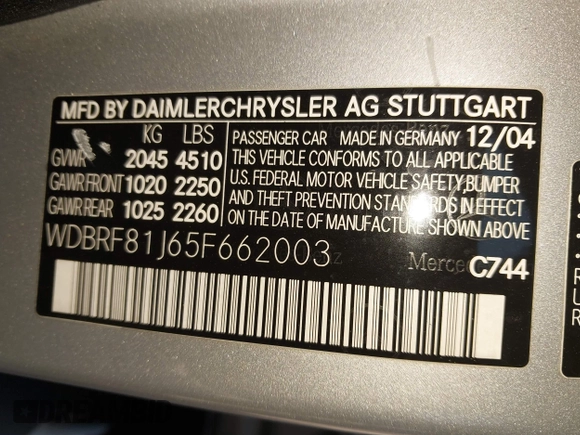 MFD BY DAIMLERCHRYSLER AG STUTTGART
KG LBS
GVWR 2045 4510
GAWR FRONT 1020 2250
GAWR REAR 1025 2260
PASSENGER CAR MADE IN GERMANY 12/04
THIS VEHICLE CONFORMS TO ALL APPLICABLE
U.S. FEDERAL MOTOR VEHICLE SAFETY, BUMPER
AND THEFT PREVENTION STANDARDS IN EFFECT
ON THE DATE OF MANUFACTURE SHOWN ABOVE
WDBRF81J65F662003
C744